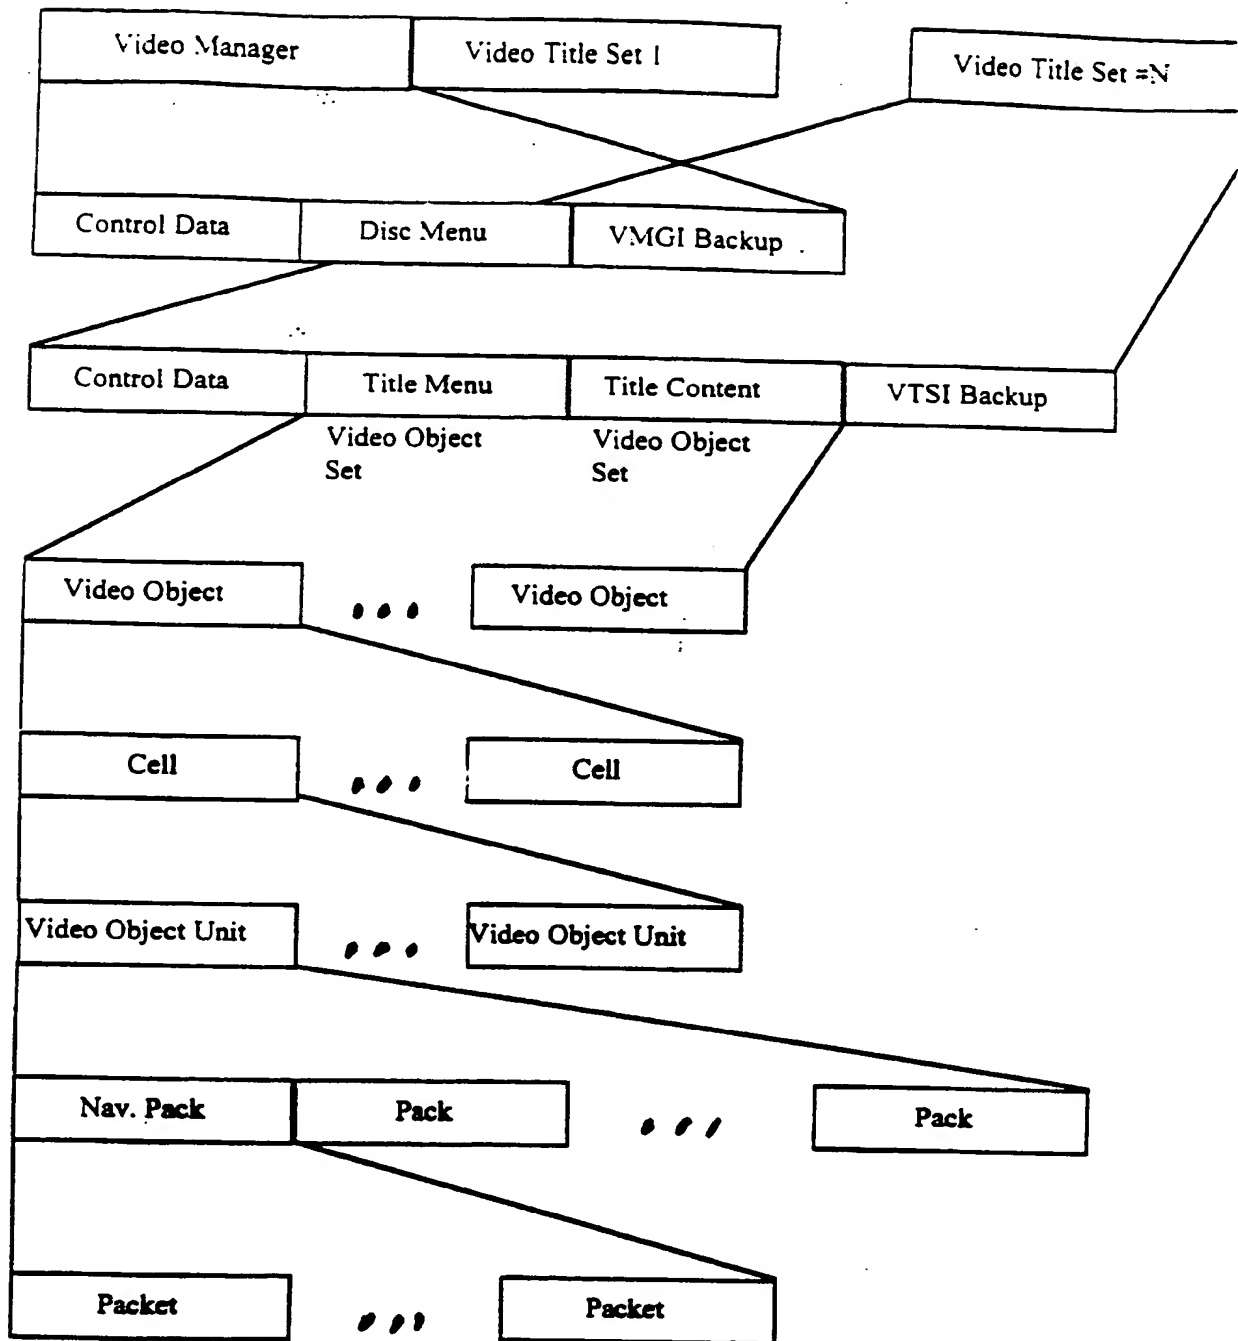 Video Manager
Video Title Set 1
Video Title Set =N
Control Data
Disc Menu
VMGI Backup
Control Data
Title Menu
Title Content
VTSI Backup
Video Object
Set
Video Object
Set
Video Object
Video Object
Cell
Cell
Video Object Unit
Video Object Unit
Nav. Pack
Pack
Pack
Packet
Packet